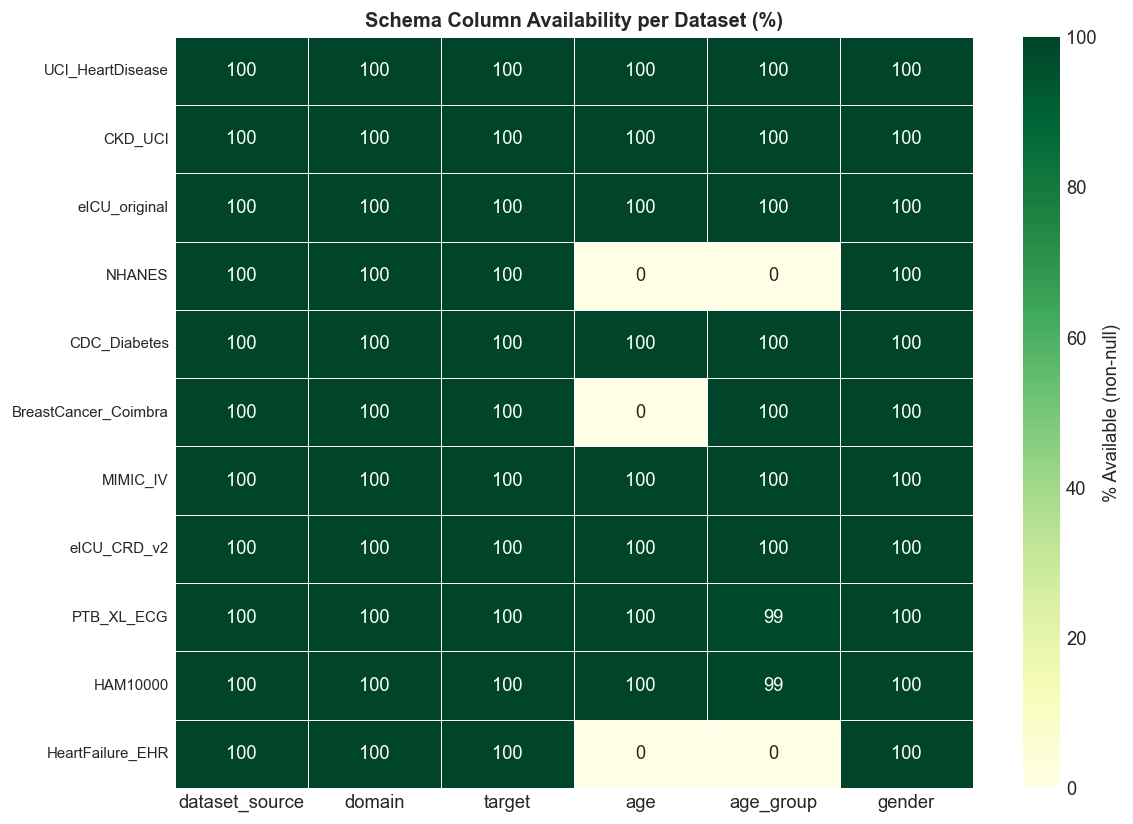 Schema Column Availability per Dataset (%)
UCI_HeartDisease 100 100 100 100 100 100
CKD_UCI 100 100 100 100 100 100
eICU_original 100 100 100 100 100 100
NHANES 100 100 100 0 0 100
CDC_Diabetes 100 100 100 100 100 100
BreastCancer_Coimbra 100 100 100 0 100 100
MIMIC_IV 100 100 100 100 100 100
eICU_CRD_v2 100 100 100 100 100 100
PTB_XL_ECG 100 100 100 100 99 100
HAM10000 100 100 100 100 99 100
HeartFailure_EHR 100 100 100 0 0 100
dataset_source domain target age age_group gender
100
80
60
40
20
0
% Available (non-null)